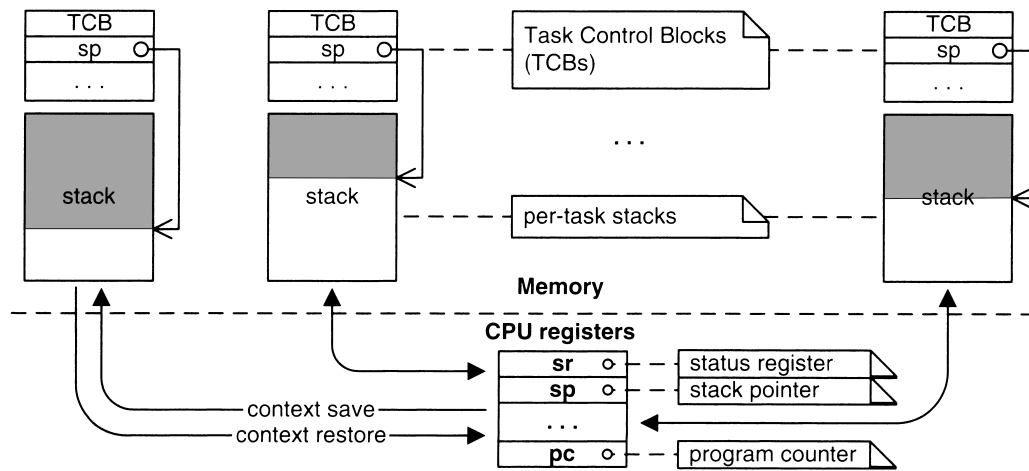 TCB
sp
. . .
stack
TCB
sp
. . .
stack
Task Control Blocks
(TCBs)
. . .
per-task stacks
TCB
sp
. . .
stack
Memory
CPU registers
sr
sp
. . .
pc
status register
stack pointer
program counter
context save
context restore